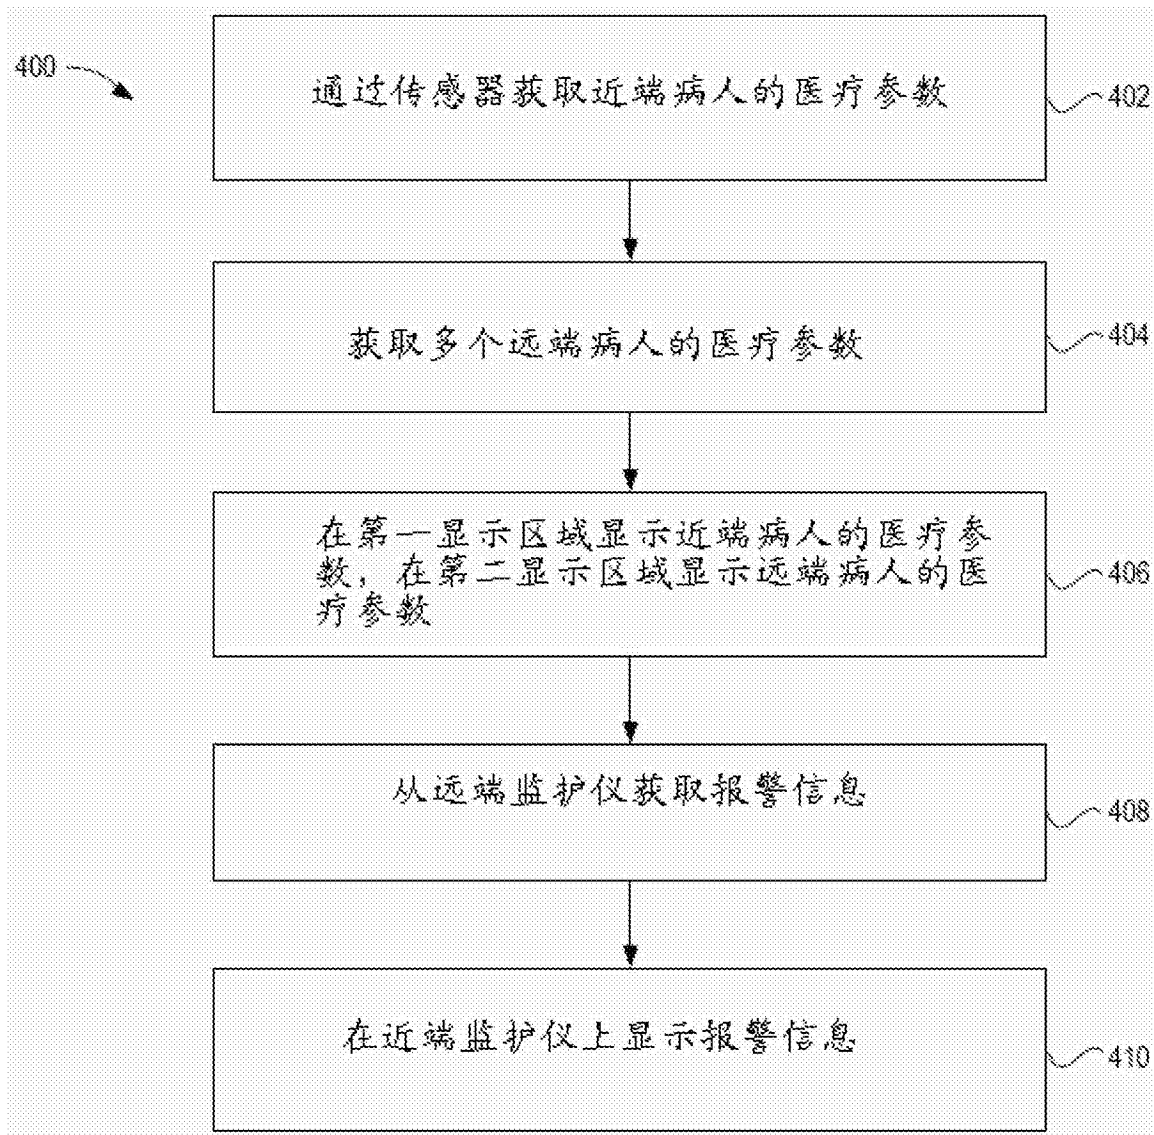 400
通过传感器获取近端病人的医疗参数
402
获取多个远端病人的医疗参数
404
在第一显示区域显示近端病人的医疗参
数，在第二显示区域显示远端病人的医
疗参数
406
从远端监护仪获取报警信息
408
在近端监护仪上显示报警信息
410